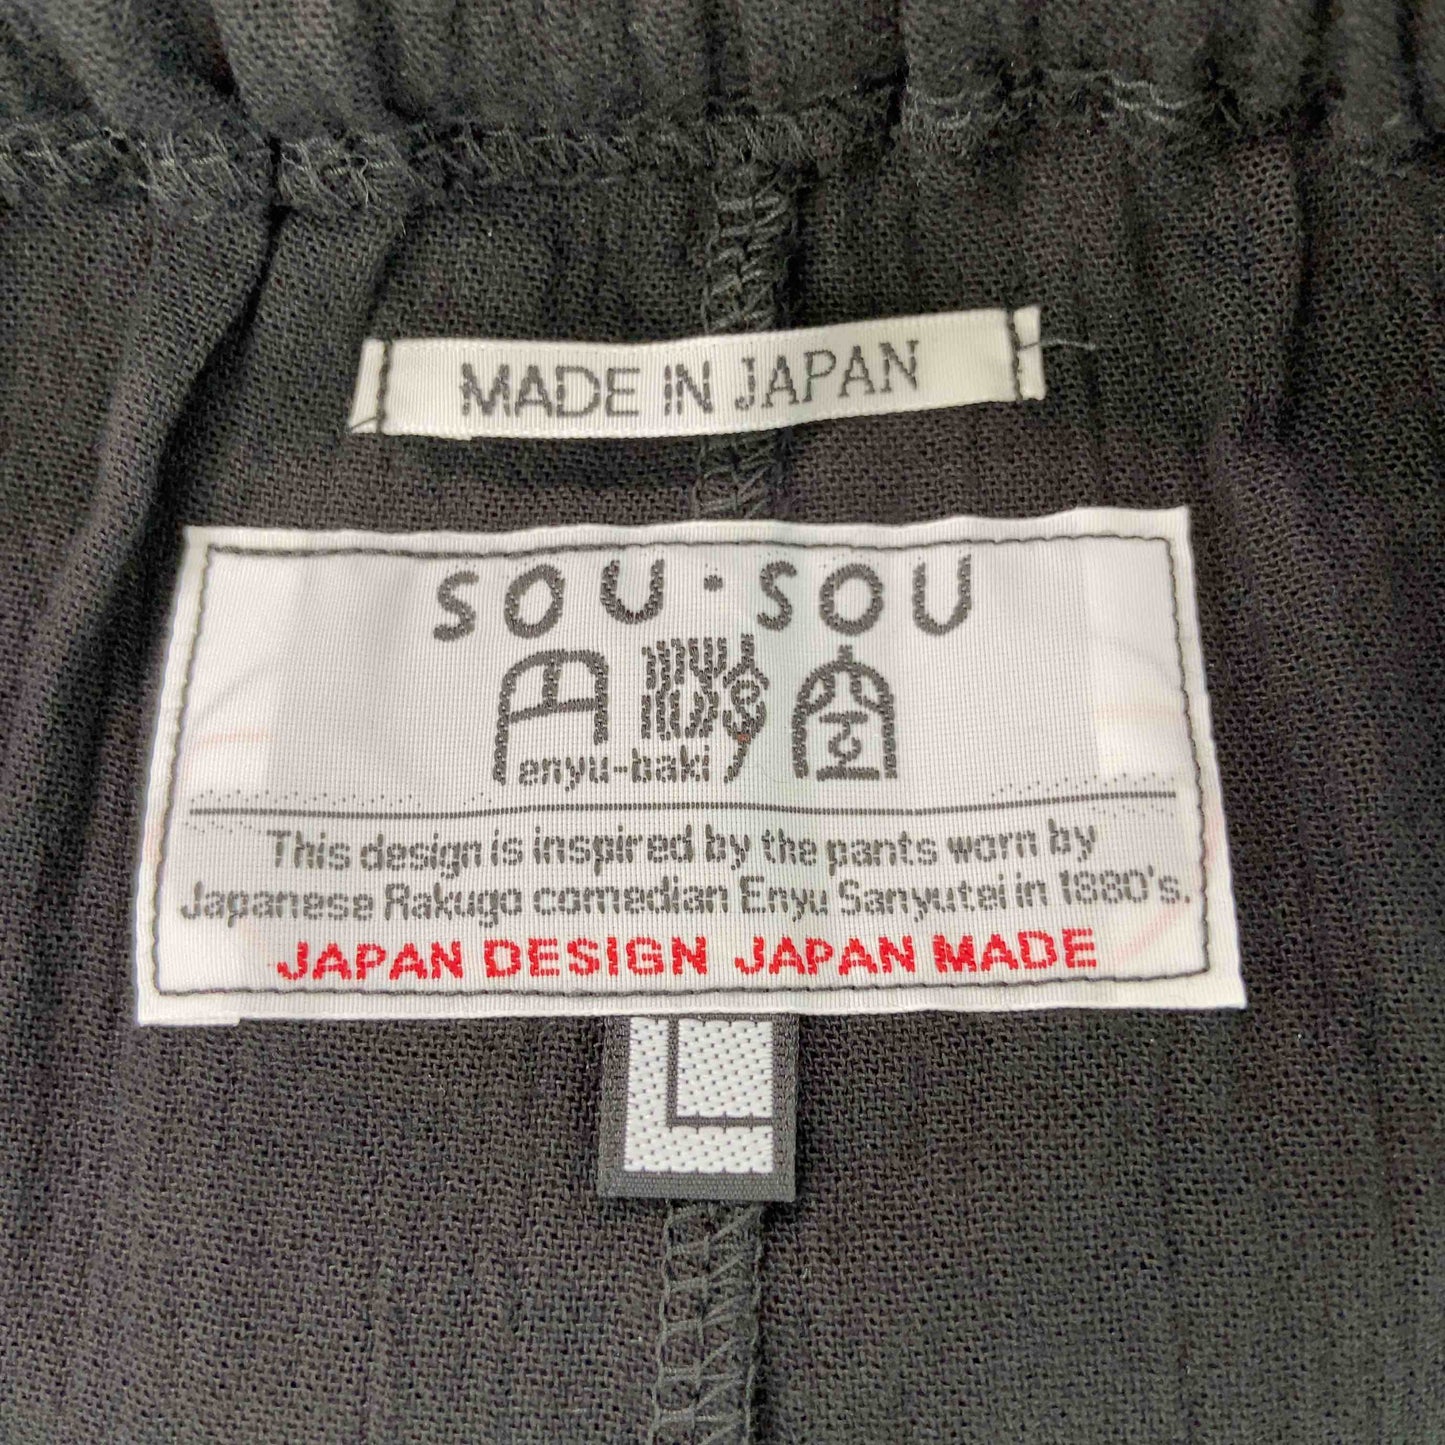 MADE IN JAPAN
SOU・SOU
enyu-baki
This design is inspired by the pants worn by
Japanese Rakugo comedian Enyu Sanyutei in 1880's.
JAPAN DESIGN JAPAN MADE
L